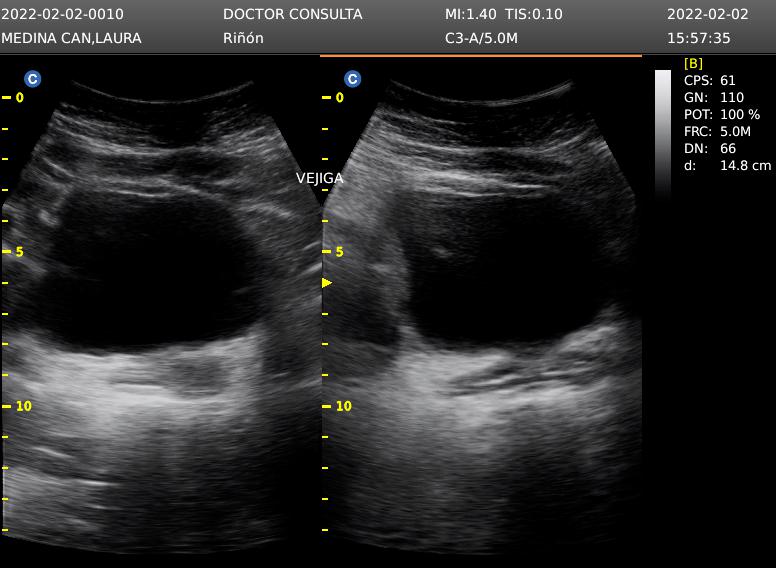 2022-02-02-0010 DOCTOR CONSULTA MI:1.40 TIS:0.10 2022-02-02
MEDINA CAN,LAURA Riñón C3-A/5.0M 15:57:35
C C
0 0
[B]
CPS: 61
GN: 110
POT: 100 %
FRC: 5.0M
DN: 66
d: 14.8 cm
VEJIGA
5 5
10 10